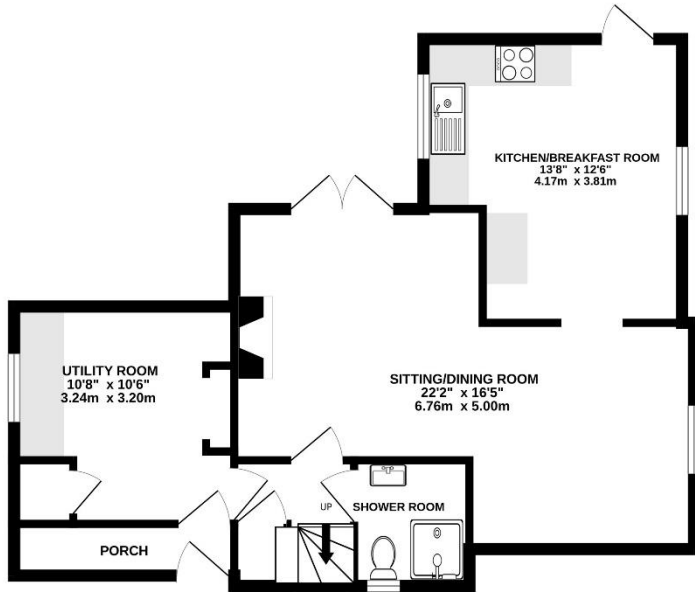 KITCHEN/BREAKFAST ROOM
13'8" x 12'6"
4.17m x 3.81m
UTILITY ROOM
10'8" x 10'6"
3.24m x 3.20m
SITTING/DINING ROOM
22'2" x 16'5"
6.76m x 5.00m
UP
SHOWER ROOM
PORCH